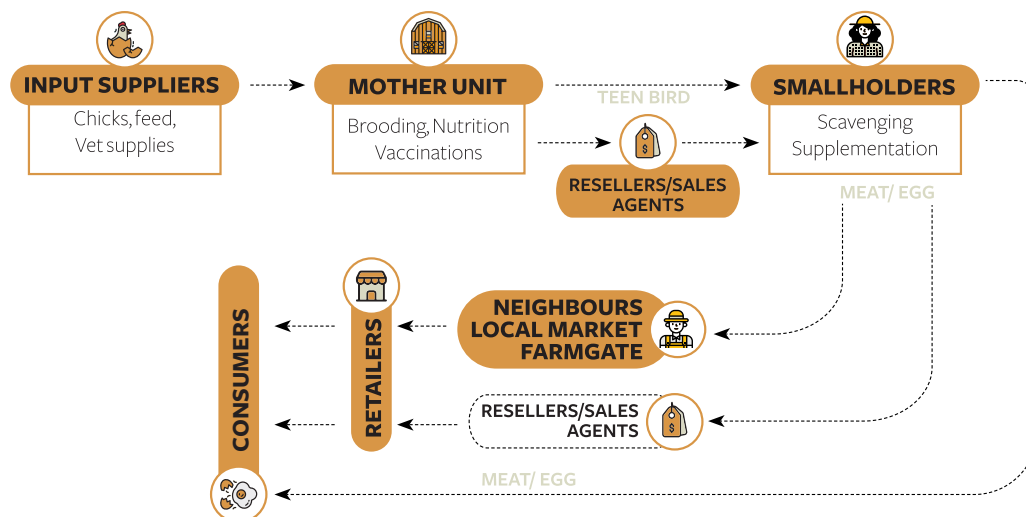 INPUT SUPPLIERS
Chicks, feed,
Vet supplies
MOTHER UNIT
Brooding, Nutrition
Vaccinations
TEEN BIRD
$
RESELLERS/SALES
AGENTS
SMALLHOLDERS
Scavenging
Supplementation
MEAT/ EGG
NEIGHBOURS
LOCAL MARKET
FARMGATE
RETAILERS
CONSUMERS
RESELLERS/SALES
AGENTS
$
MEAT/ EGG